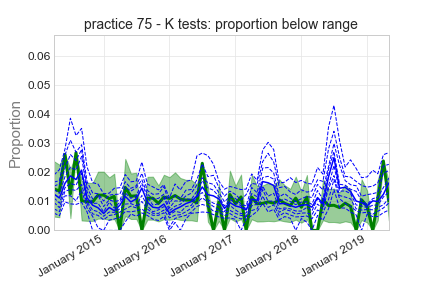 practice 75 - K tests: proportion below range
Proportion
0.06
0.05
0.04
0.03
0.02
0.01
0.00
January 2015
January 2016
January 2017
January 2018
January 2019